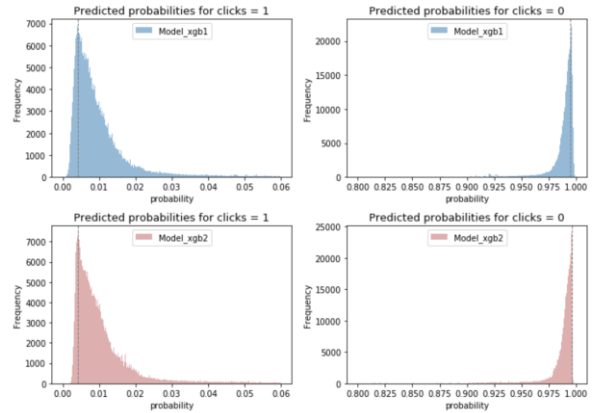 Predicted probabilities for clicks = 1
Model_xgb1
Frequency
7000
6000
5000
4000
3000
2000
1000
0
0.00 0.01 0.02 0.03 0.04 0.05 0.06
probability
Predicted probabilities for clicks = 0
Model_xgb1
Frequency
20000
15000
10000
5000
0
0.800 0.825 0.850 0.875 0.900 0.925 0.950 0.975 1.000
probability
Predicted probabilities for clicks = 1
Model_xgb2
Frequency
7000
6000
5000
4000
3000
2000
1000
0
0.00 0.01 0.02 0.03 0.04 0.05 0.06
probability
Predicted probabilities for clicks = 0
Model_xgb2
Frequency
25000
20000
15000
10000
5000
0
0.800 0.825 0.850 0.875 0.900 0.925 0.950 0.975 1.000
probability